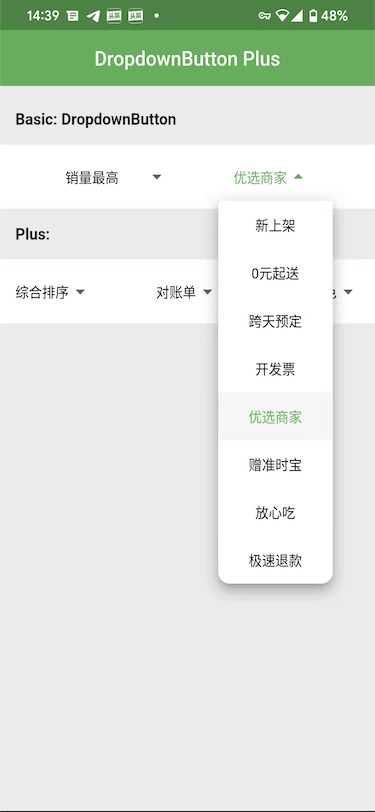 14:39
头条
头条
48%
DropdownButton Plus
Basic: DropdownButton
销量最高
优选商家
新上架
Plus:
0元起送
综合排序
对账单
跨天预定
开发票
优选商家
赠准时宝
放心吃
极速退款